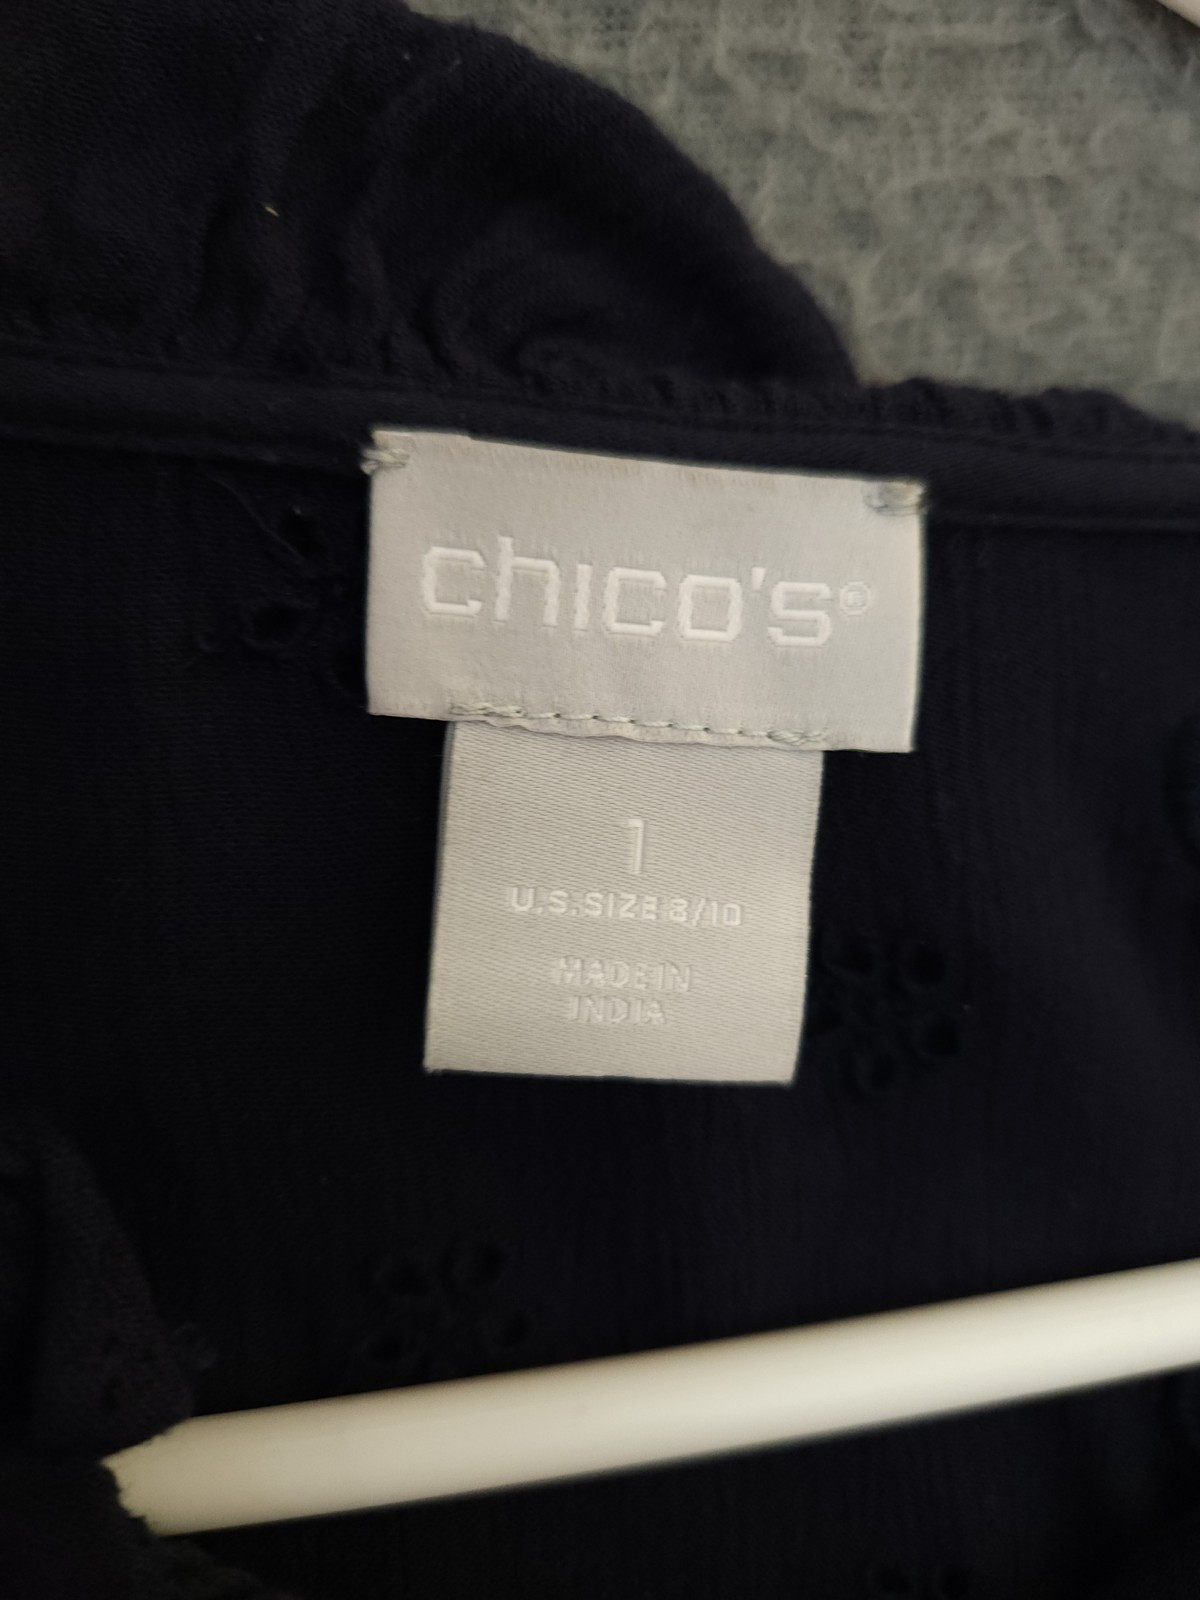 chico's®
1
U.S. SIZE 8/10
MADE IN
INDIA